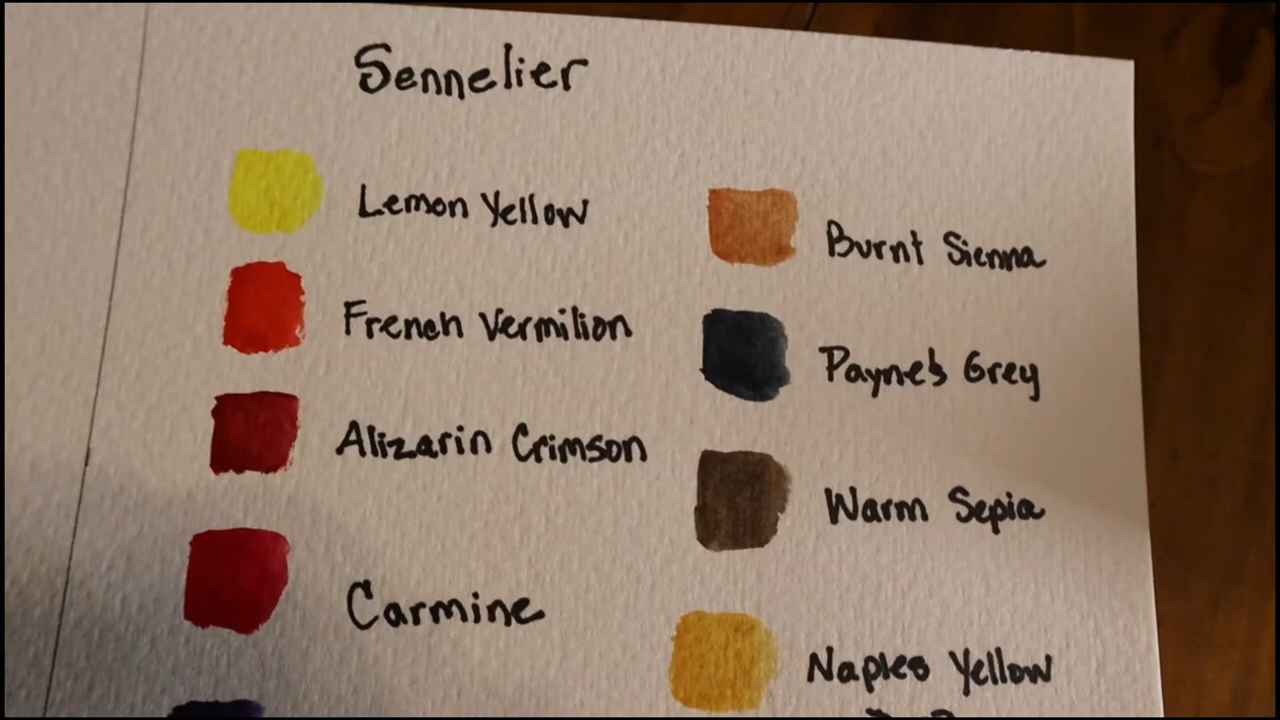 Sennelier
Lemon Yellow
French Vermilion
Alizarin Crimson
Carmine
Burnt Sienna
Payne's Grey
Warm Sepia
Naples Yellow